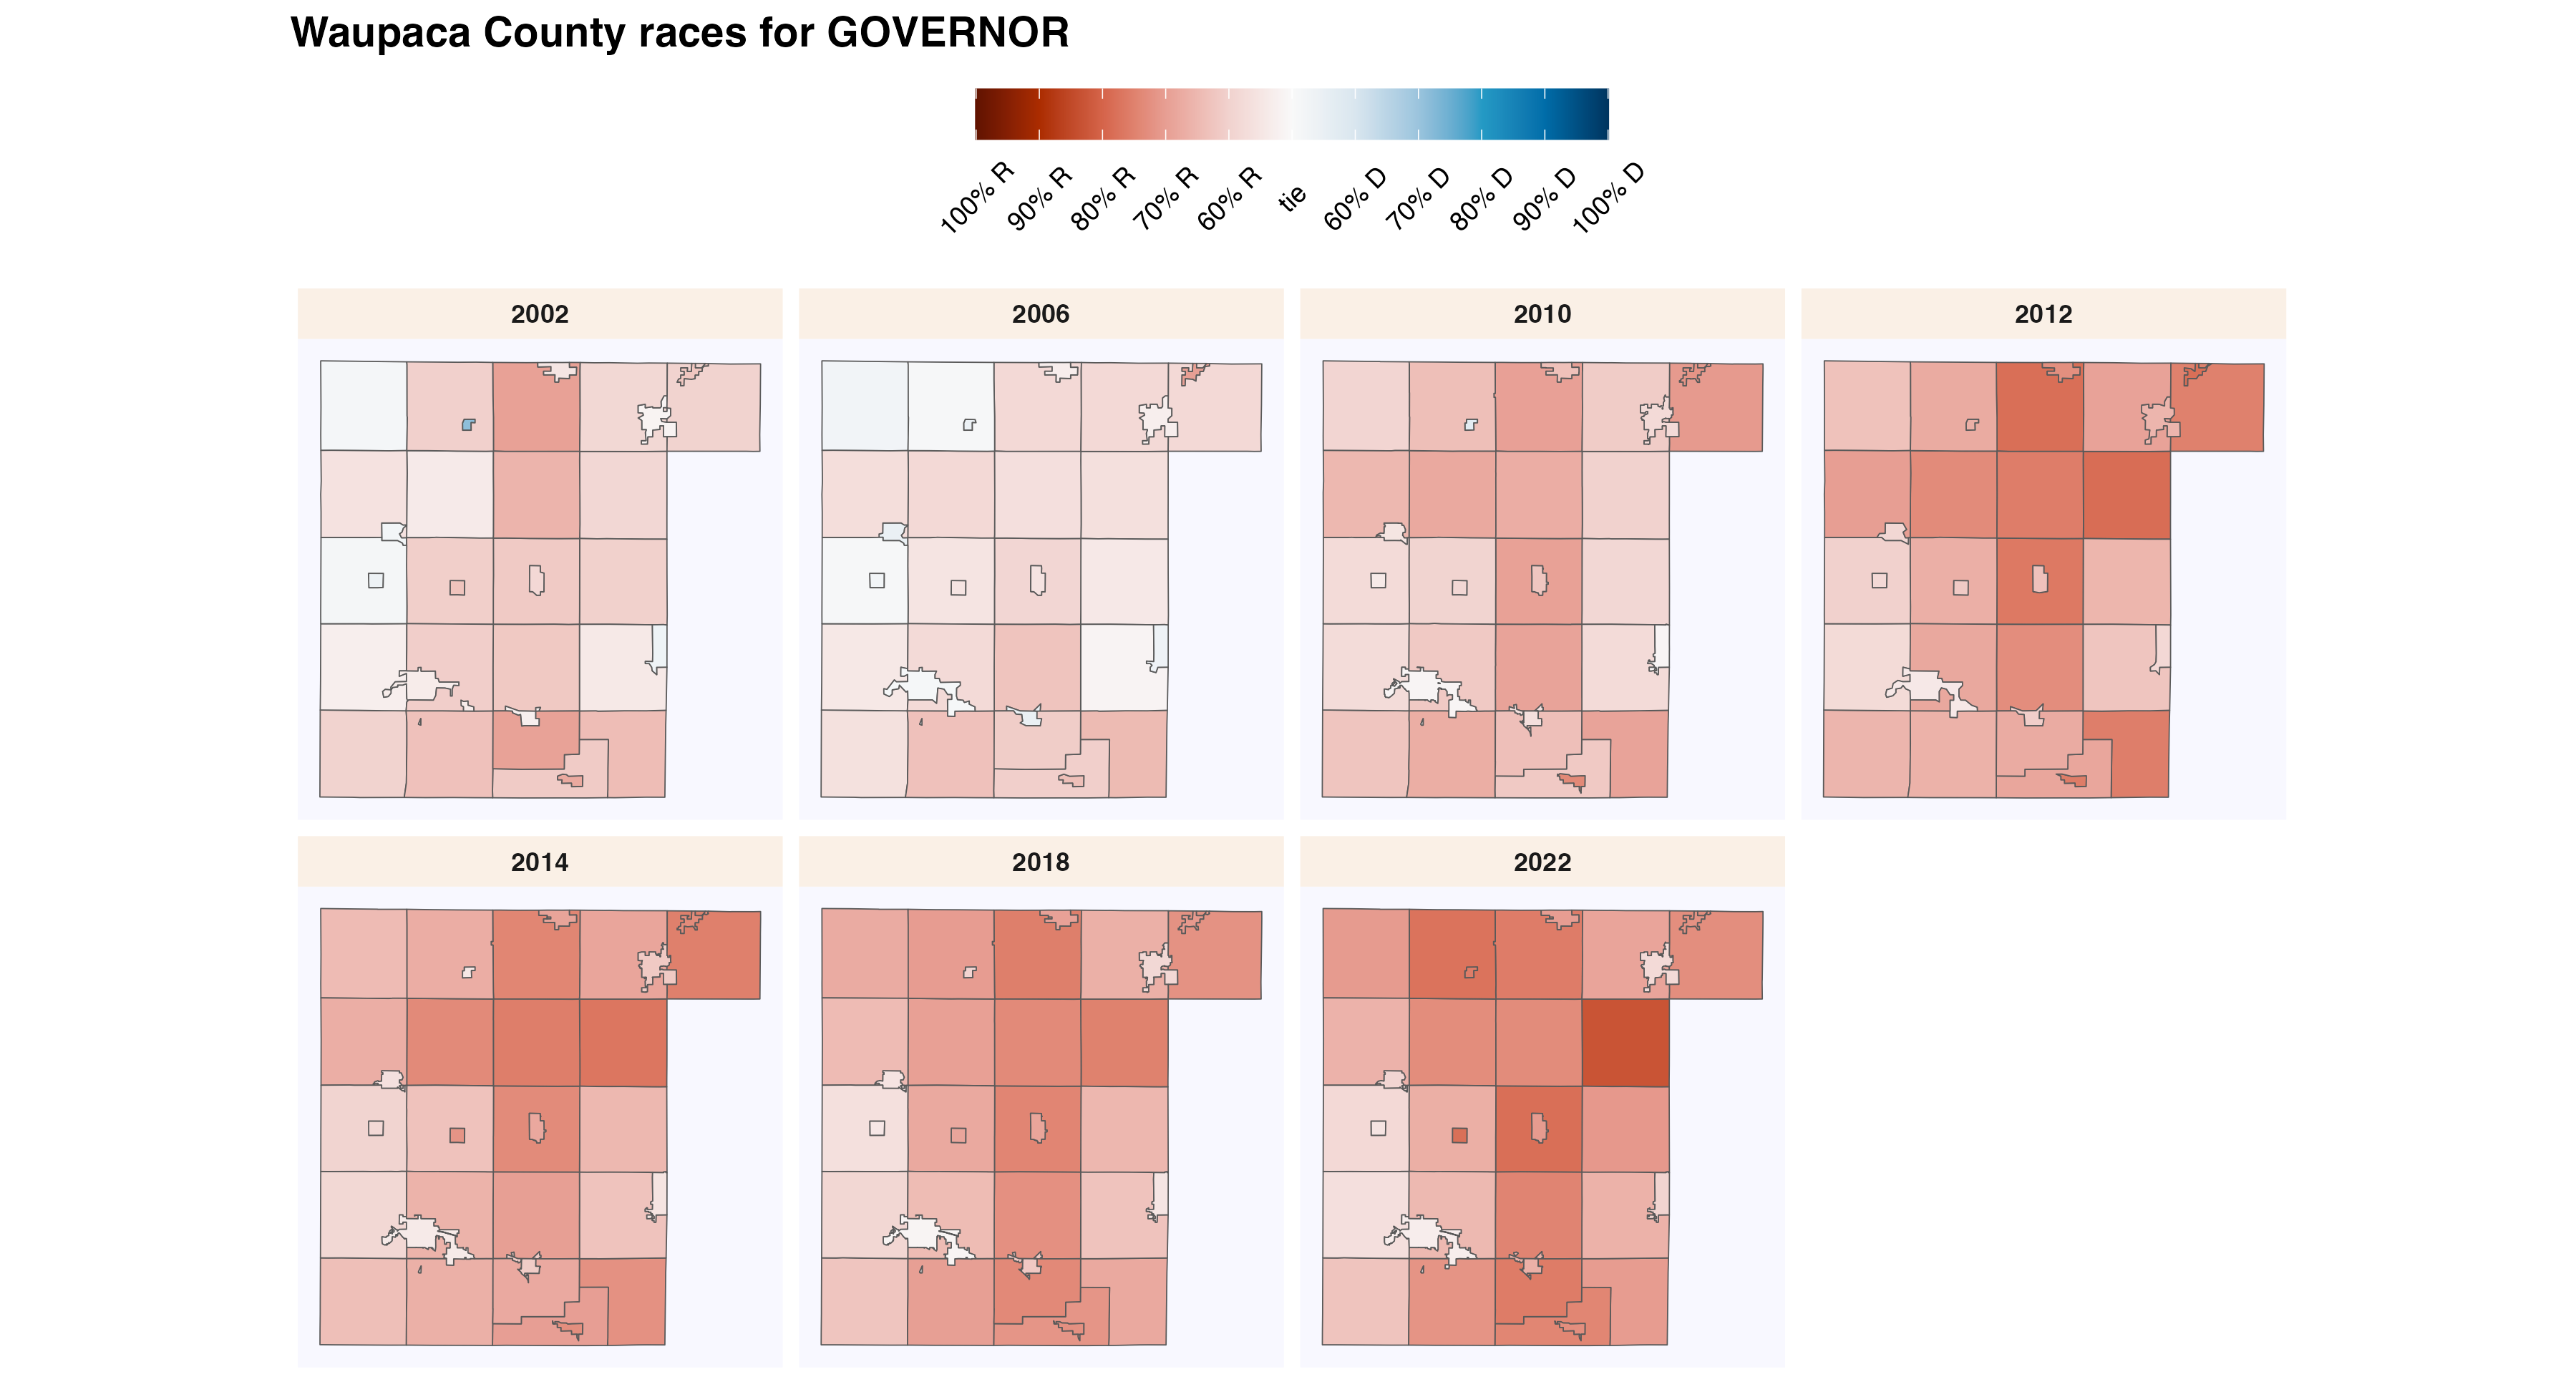 Waupaca County races for GOVERNOR
100% R
90% R
80% R
70% R
60% R
tie
60% D
70% D
80% D
90% D
100% D
2002
2006
2010
2012
2014
2018
2022